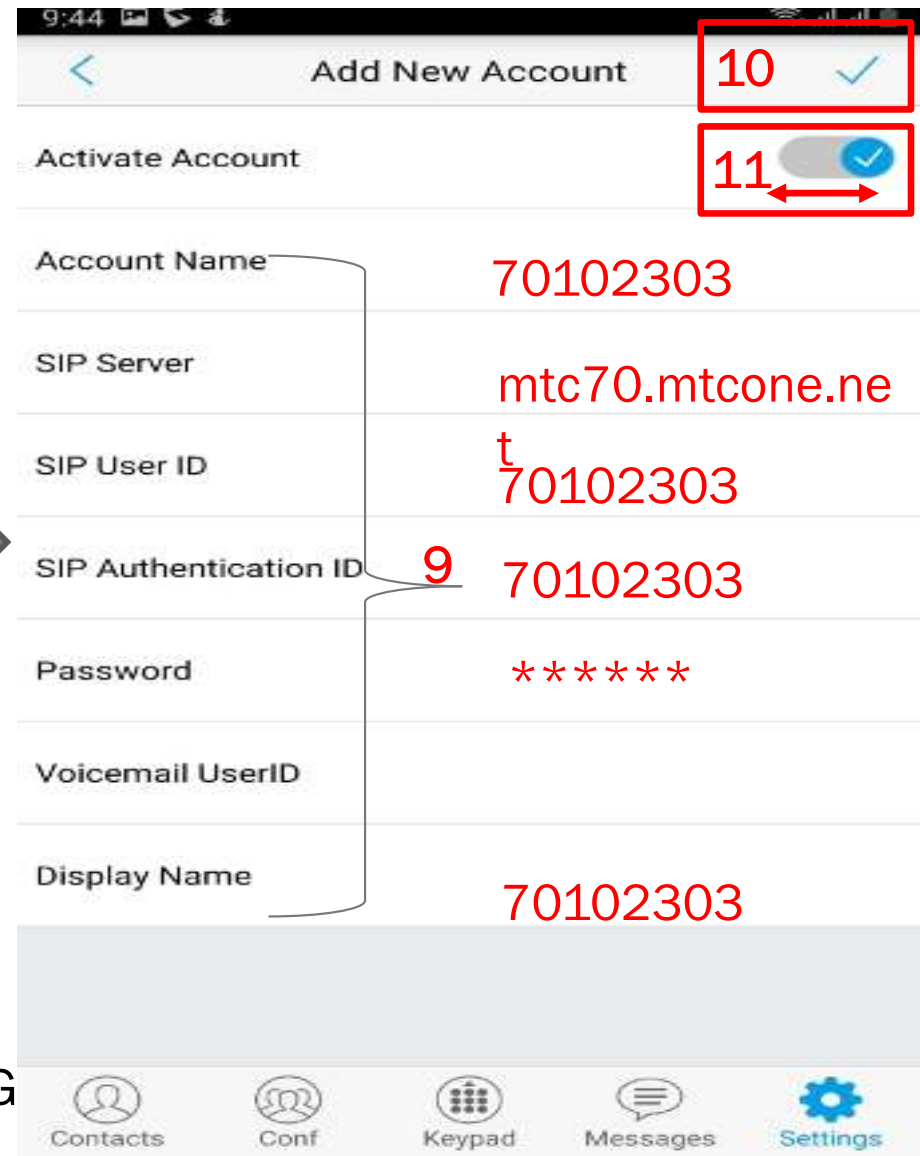 9:44
Add New Account
10
Activate Account
11
Account Name
70102303
SIP Server
mtc70.mtcone.ne
t
SIP User ID
70102303
SIP Authentication ID
9
70102303
Password
******
Voicemail UserID
Display Name
70102303
G
Contacts
Conf
Keypad
Messages
Settings